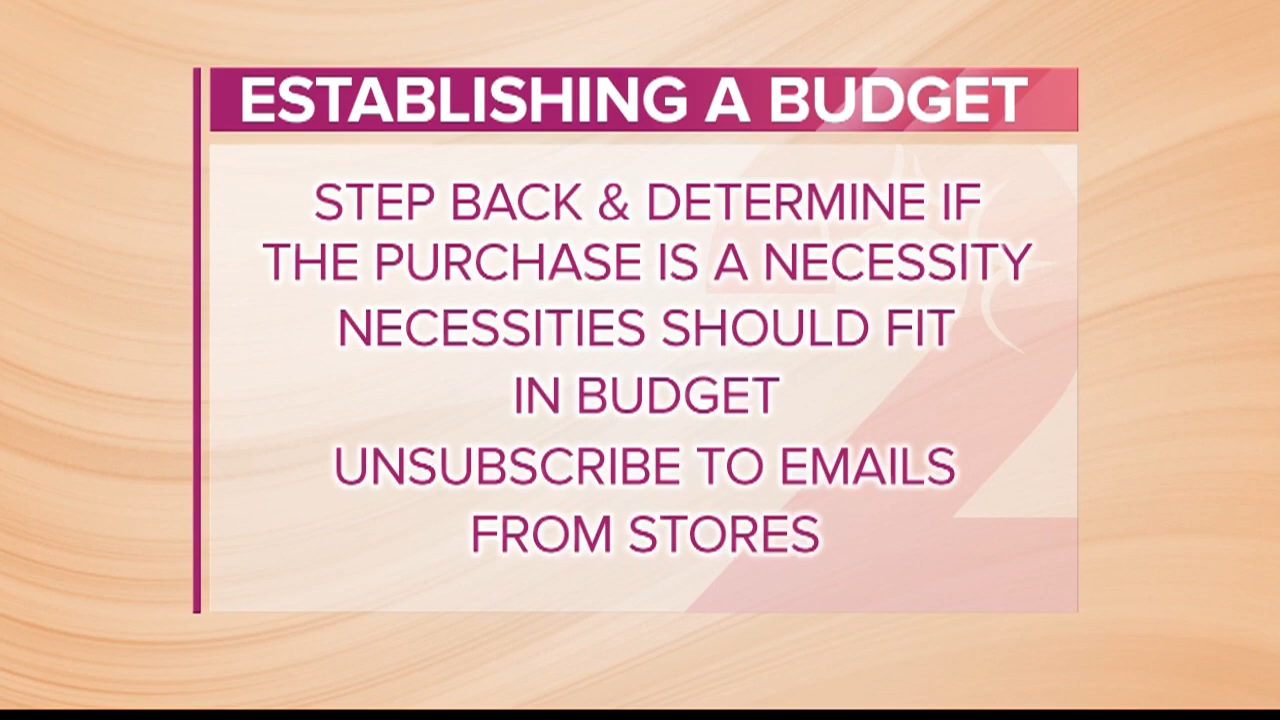 ESTABLISHING A BUDGET
STEP BACK & DETERMINE IF
THE PURCHASE IS A NECESSITY
NECESSITIES SHOULD FIT
IN BUDGET
UNSUBSCRIBE TO EMAILS
FROM STORES